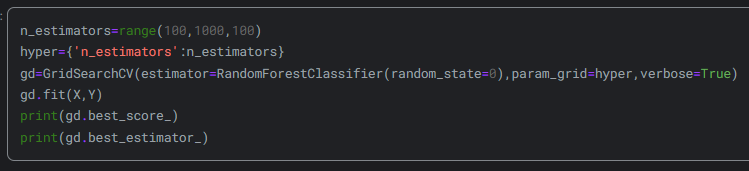 n_estimators=range(100,1000,100)
hyper={'n_estimators':n_estimators}
gd=GridSearchCV(estimator=RandomForestClassifier(random_state=0),param_grid=hyper,verbose=True)
gd.fit(X,Y)
print(gd.best_score_)
print(gd.best_estimator_)